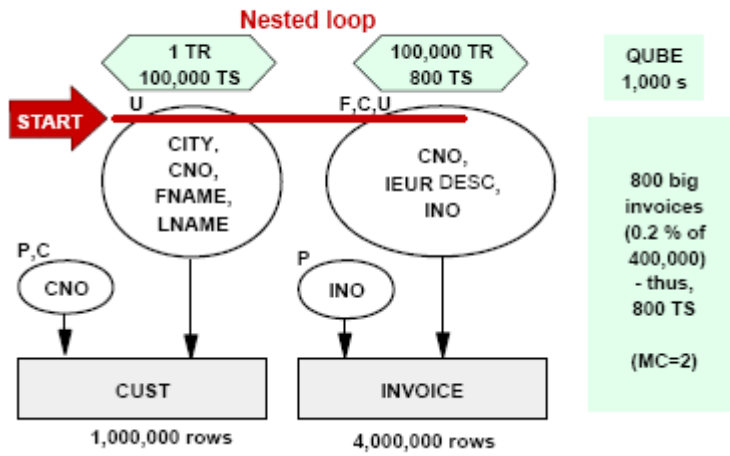 Nested loop
1 TR
100,000 TS
100,000 TR
800 TS
QUBE
1,000 s
START
U
F,C,U
CITY,
CNO,
FNAME,
LNAME
CNO,
IEUR DESC,
INO
800 big
invoices
(0.2 % of
400,000)
- thus,
800 TS
(MC=2)
P,C
CNO
P
INO
CUST
INVOICE
1,000,000 rows
4,000,000 rows